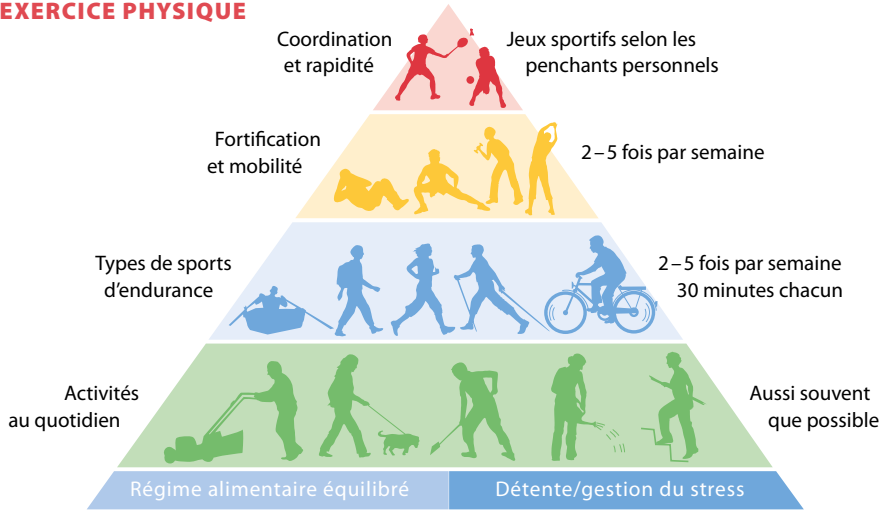 EXERCICE PHYSIQUE
Coordination
et rapidité
Jeux sportifs selon les
penchants personnels
Fortification
et mobilité
2–5 fois par semaine
Types de sports
d’endurance
2–5 fois par semaine
30 minutes chacun
Activités
au quotidien
Aussi souvent
que possible
Régime alimentaire équilibré
Détente/gestion du stress